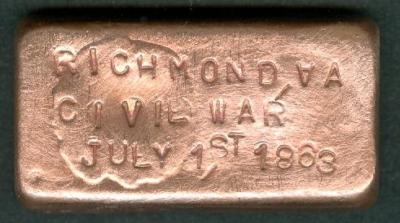 RICHMOND VA
CIVIL WAR
JULY 1ST 1863